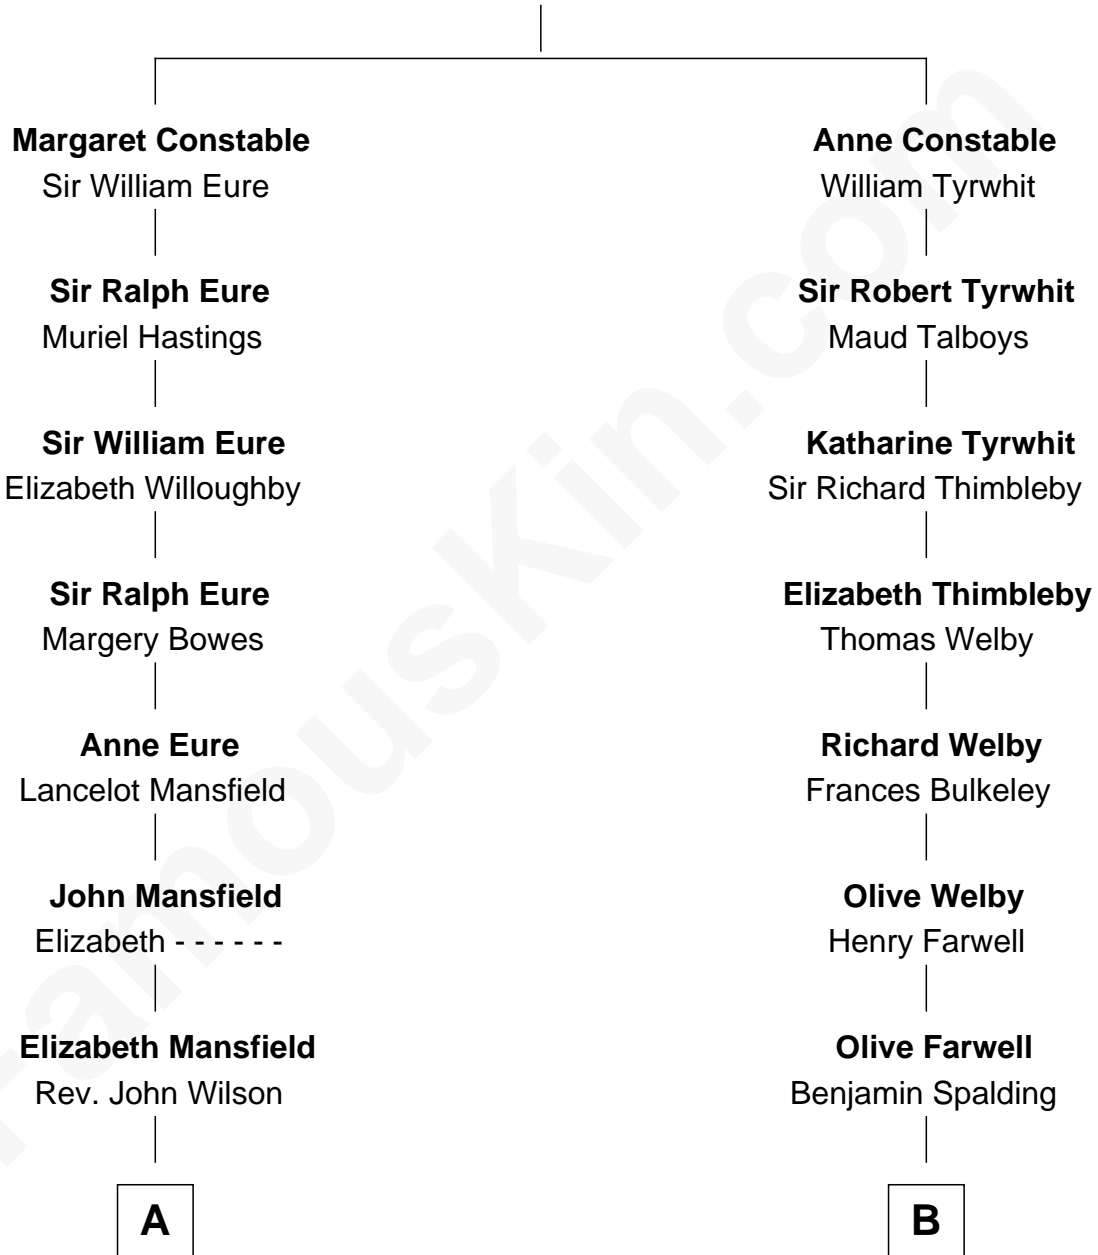 Margaret Constable
Sir William Eure
Sir Ralph Eure
Muriel Hastings
Sir William Eure
Elizabeth Willoughby
Sir Ralph Eure
Margery Bowes
Anne Eure
Lancelot Mansfield
John Mansfield
Elizabeth - - - - - -
Elizabeth Mansfield
Rev. John Wilson
A
Anne Constable
William Tyrwhit
Sir Robert Tyrwhit
Maud Talboys
Katharine Tyrwhit
Sir Richard Thimbleby
Elizabeth Thimbleby
Thomas Welby
Richard Welby
Frances Bulkeley
Olive Welby
Henry Farwell
Olive Farwell
Benjamin Spalding
B
FamousKin.com